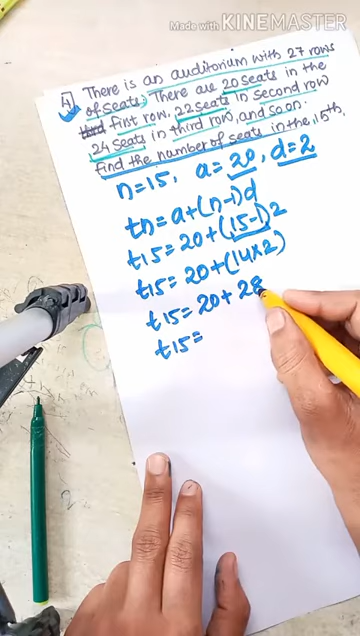 Made with KINEMASTER
4) There is an auditorium with 27 rows
of seats; There are 20 seats in the
third first row, 22 seats in second row
24 seats in third row, and so on.
Find the number of seats in the, 15th,
n=15, a=20, d=2
tn=a+(n-1)d
t15=20+(15-1)2
t15=20+(14×2)
t15=20+28
t15=